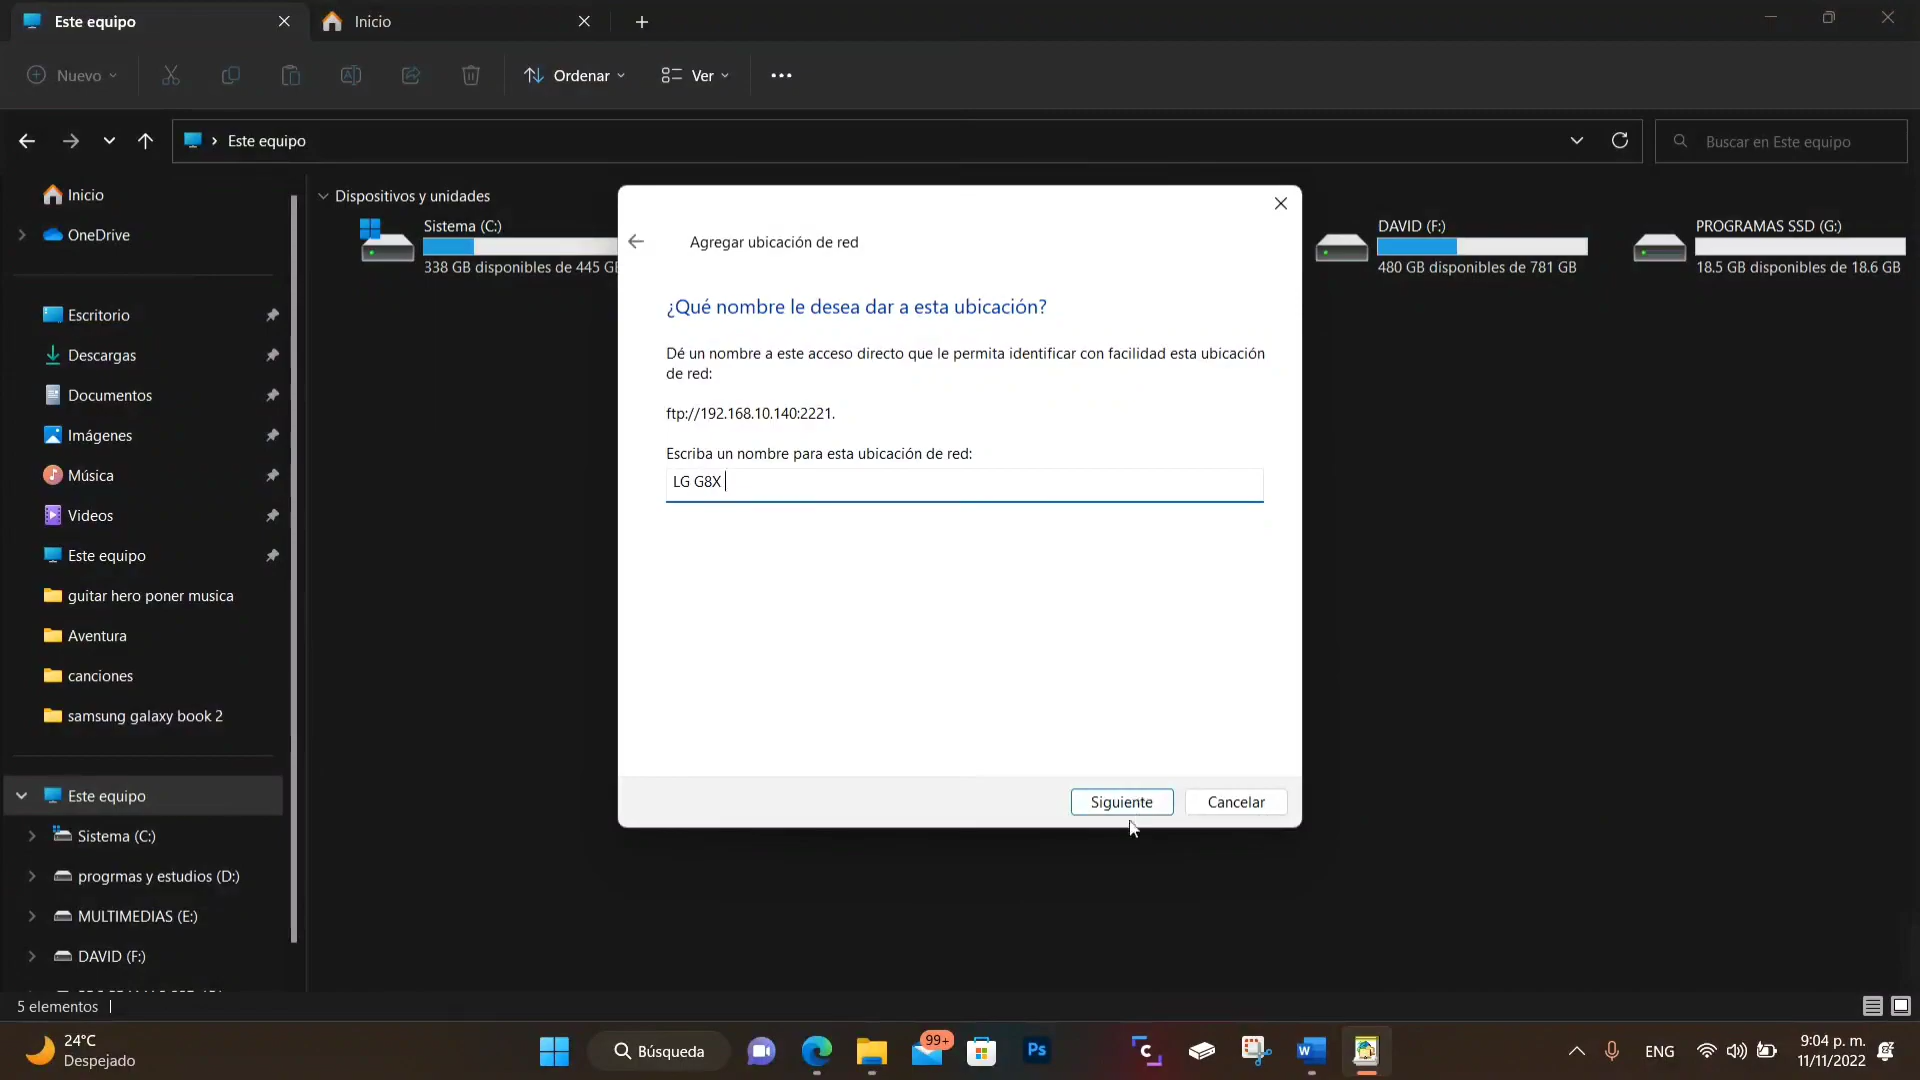 Este equipo
Inicio
Nuevo
Ordenar
Ver
Este equipo
Buscar en Este equipo
Inicio
OneDrive
Escritorio
Descargas
Documentos
Imágenes
Música
Videos
Este equipo
guitar hero poner musica
Aventura
canciones
samsung galaxy book 2
Este equipo
Sistema (C:)
progrmas y estudios (D:)
MULTIMEDIAS (E:)
DAVID (F:)
Dispositivos y unidades
Sistema (C:)
338 GB disponibles de 445 GB
DAVID (F:)
480 GB disponibles de 781 GB
PROGRAMAS SSD (G:)
18.5 GB disponibles de 18.6 GB
Agregar ubicación de red
¿Qué nombre le desea dar a esta ubicación?
Dé un nombre a este acceso directo que le permita identificar con facilidad esta ubicación
de red:
ftp://192.168.10.140:2221.
Escriba un nombre para esta ubicación de red:
LG G8X
Siguiente
Cancelar
5 elementos
24°C
Despejado
Búsqueda
99+
Ps
C
W
ENG
9:04 p. m.
11/11/2022